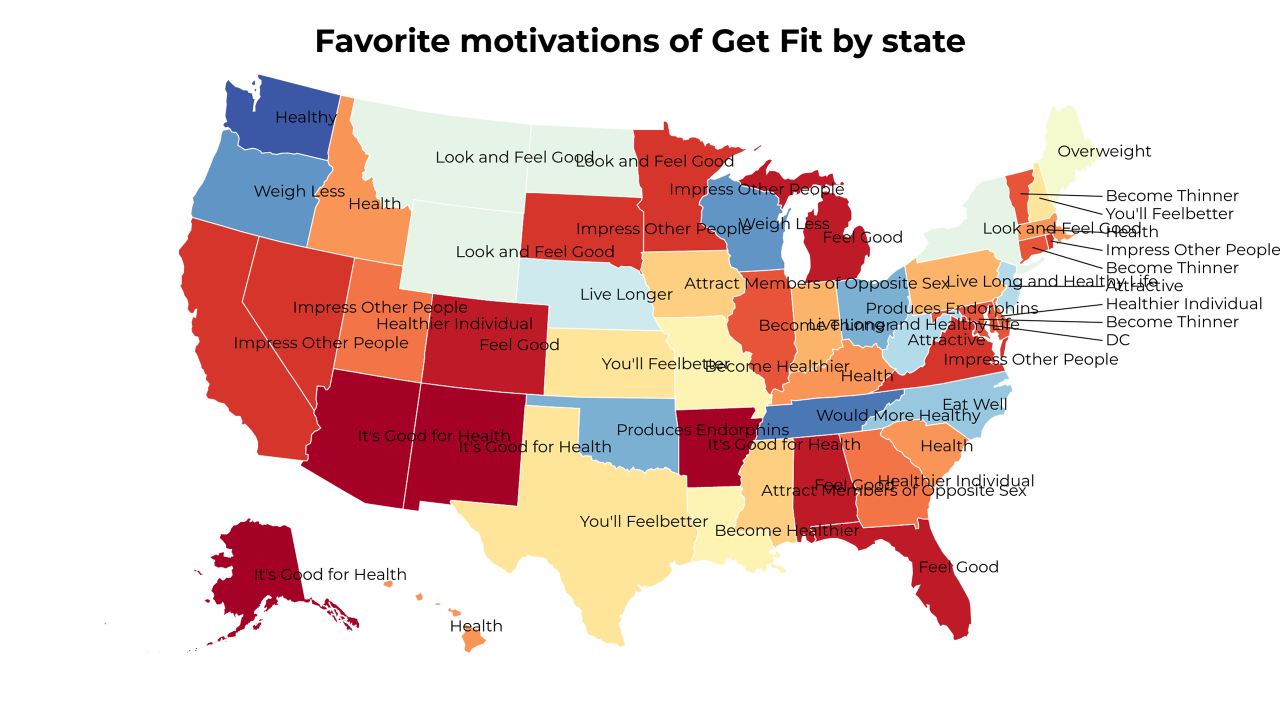 Favorite motivations of Get Fit by state
Healthy
Overweight
Look and Feel Good
Look and Feel Good
Impress Other People
Weigh Less
Weigh Less
Become Thinner
Health
You'll Feelbetter
Look and Feel Good
Health
Impress Other People
Feel Good
Impress Other People
Look and Feel Good
Become Thinner
Attract Members of Opposite Sex
Live Long and Healthy Life
Attractive
Live Longer
Healthier Individual
Impress Other People
Produces Endorphins
Healthier Individual
Become Thinner
Live Long and Healthy Life
Become Thinner
Attractive
DC
Impress Other People
Feel Good
Impress Other People
You'll Feelbetter
Become Healthier
Health
Eat Well
Would More Healthy
Produces Endorphins
It's Good for Health
It's Good for Health
It's Good for Health
Health
Healthier Individual
Feel Good
Attract Members of Opposite Sex
You'll Feelbetter
Become Healthier
Feel Good
It's Good for Health
Health